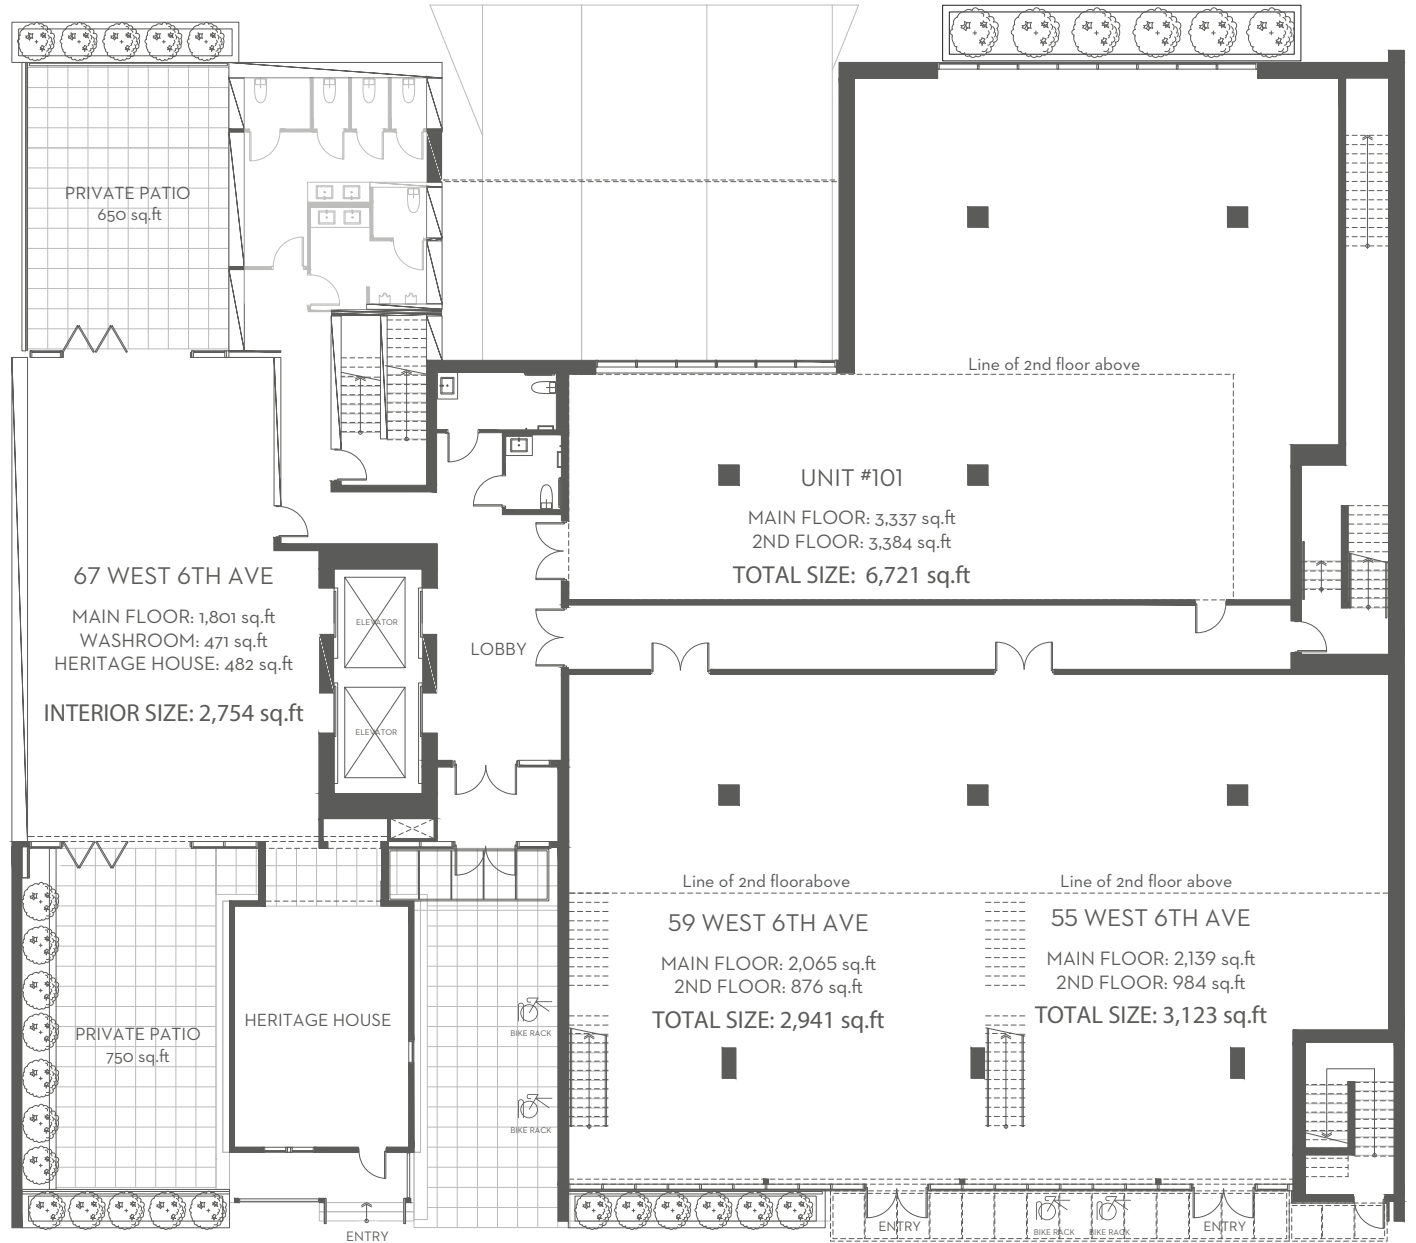 PRIVATE PATIO
650 sq.ft
Line of 2nd floor above
UNIT #101
MAIN FLOOR: 3,337 sq.ft
2ND FLOOR: 3,384 sq.ft
TOTAL SIZE: 6,721 sq.ft
67 WEST 6TH AVE
MAIN FLOOR: 1,801 sq.ft
WASHROOM: 471 sq.ft
HERITAGE HOUSE: 482 sq.ft
INTERIOR SIZE: 2,754 sq.ft
ELEVATOR
ELEVATOR
LOBBY
Line of 2nd floorabove
59 WEST 6TH AVE
MAIN FLOOR: 2,065 sq.ft
2ND FLOOR: 876 sq.ft
TOTAL SIZE: 2,941 sq.ft
Line of 2nd floor above
55 WEST 6TH AVE
MAIN FLOOR: 2,139 sq.ft
2ND FLOOR: 984 sq.ft
TOTAL SIZE: 3,123 sq.ft
PRIVATE PATIO
750 sq.ft
HERITAGE HOUSE
BIKE RACK
BIKE RACK
ENTRY
ENTRY
BIKE RACK
BIKE RACK
ENTRY